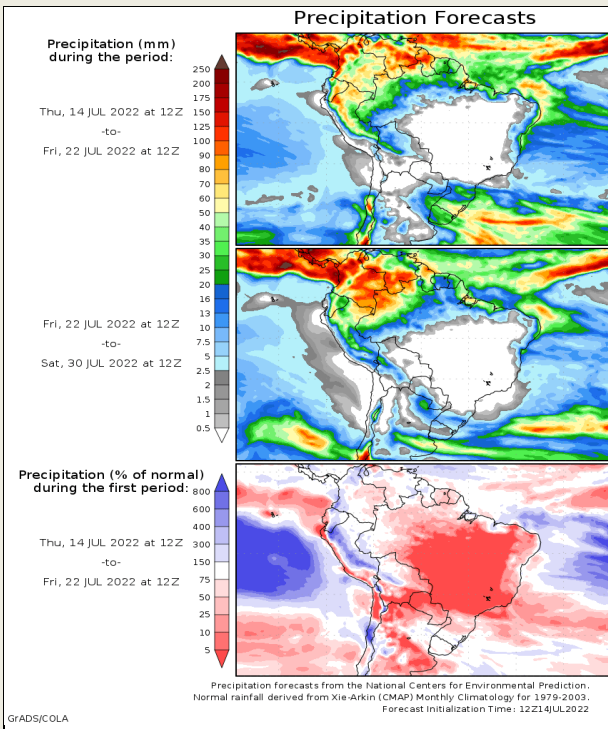 Precipitation Forecasts
Precipitation (mm)
during the period:
Thu, 14 JUL 2022 at 12Z
-to-
Fri, 22 JUL 2022 at 12Z
250
200
175
150
125
100
90
80
70
60
50
40
35
30
25
20
16
13
10
7.5
5
2.5
2
1.5
1
0.5
Fri, 22 JUL 2022 at 12Z
-to-
Sat, 30 JUL 2022 at 12Z
Precipitation (% of normal)
during the first period:
Thu, 14 JUL 2022 at 12Z
-to-
Fri, 22 JUL 2022 at 12Z
800
600
400
300
150
75
50
25
10
5
Precipitation forecasts from the National Centers for Environmental Prediction.
Normal rainfall derived from Xie-Arkin (CMAP) Monthly Climatology for 1979-2003.
Forecast Initialization Time: 12Z14JUL2022
GrADS/COLA